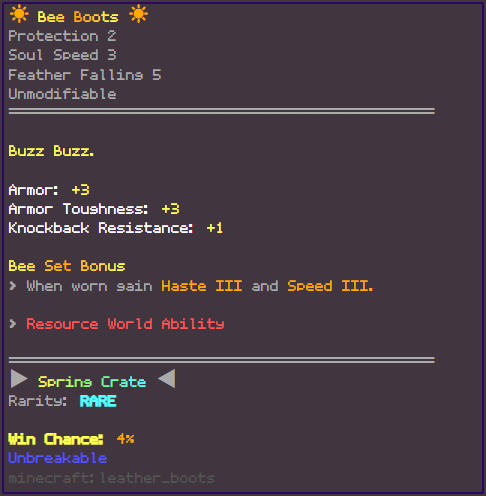 ☀ Bee Boots ☀
Protection 2
Soul Speed 3
Feather Falling 5
Unmodifiable
Buzz Buzz.
Armor: +3
Armor Toughness: +3
Knockback Resistance: +1
Bee Set Bonus
> When worn gain Haste III and Speed III.
> Resource World Ability
▶ Spring Crate ◀
Rarity: RARE
Win Chance: 4%
Unbreakable
minecraft:leather_boots